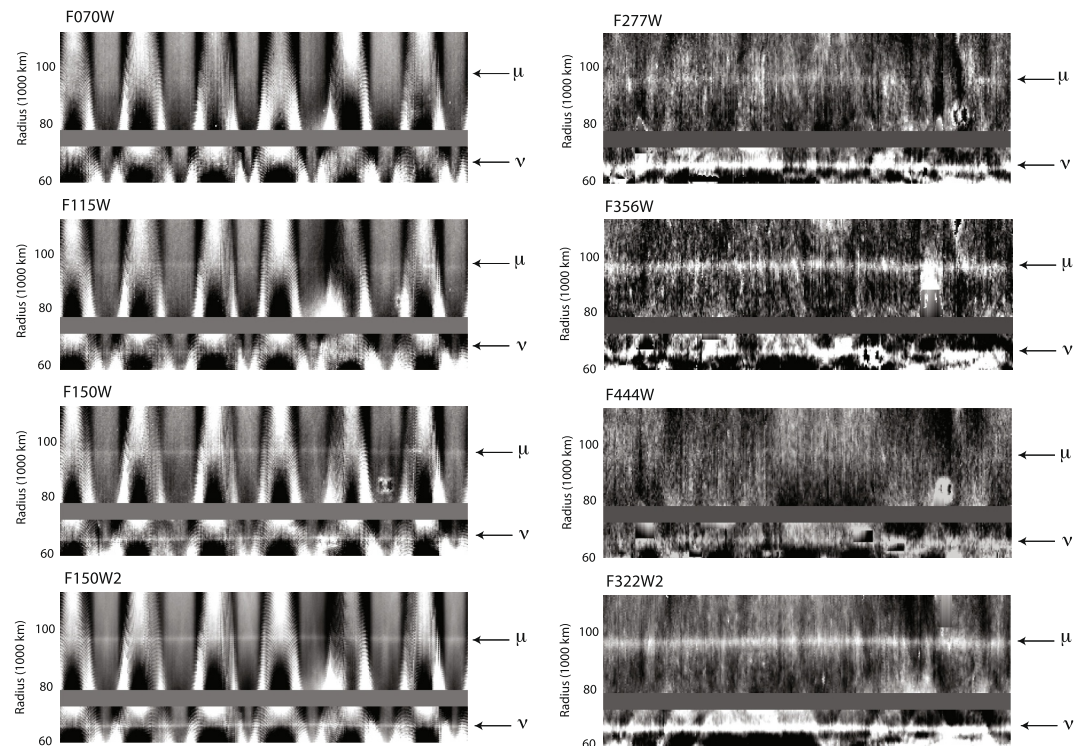 F070W
Radius (1000 km)
100
80
60
μ
ν
F115W
Radius (1000 km)
100
80
60
μ
ν
F150W
Radius (1000 km)
100
80
60
μ
ν
F150W2
Radius (1000 km)
100
80
60
μ
ν
F277W
Radius (1000 km)
100
80
60
μ
ν
F356W
Radius (1000 km)
100
80
60
μ
ν
F444W
Radius (1000 km)
100
80
60
μ
ν
F322W2
Radius (1000 km)
100
80
60
μ
ν